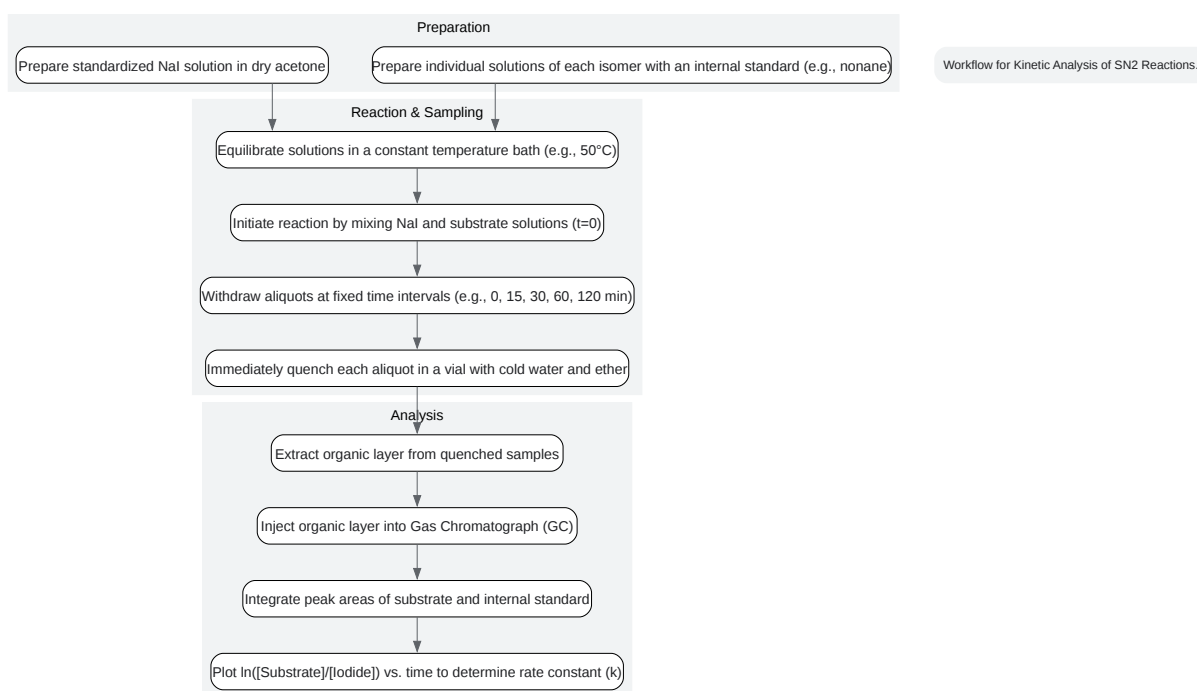 Preparation
Prepare standardized NaI solution in dry acetone
Prepare individual solutions of each isomer with an internal standard (e.g., nonane)
Workflow for Kinetic Analysis of SN2 Reactions.
Reaction & Sampling
Equilibrate solutions in a constant temperature bath (e.g., 50°C)
Initiate reaction by mixing NaI and substrate solutions (t=0)
Withdraw aliquots at fixed time intervals (e.g., 0, 15, 30, 60, 120 min)
Immediately quench each aliquot in a vial with cold water and ether
Analysis
Extract organic layer from quenched samples
Inject organic layer into Gas Chromatograph (GC)
Integrate peak areas of substrate and internal standard
Plot ln([Substrate]/[Iodide]) vs. time to determine rate constant (k)